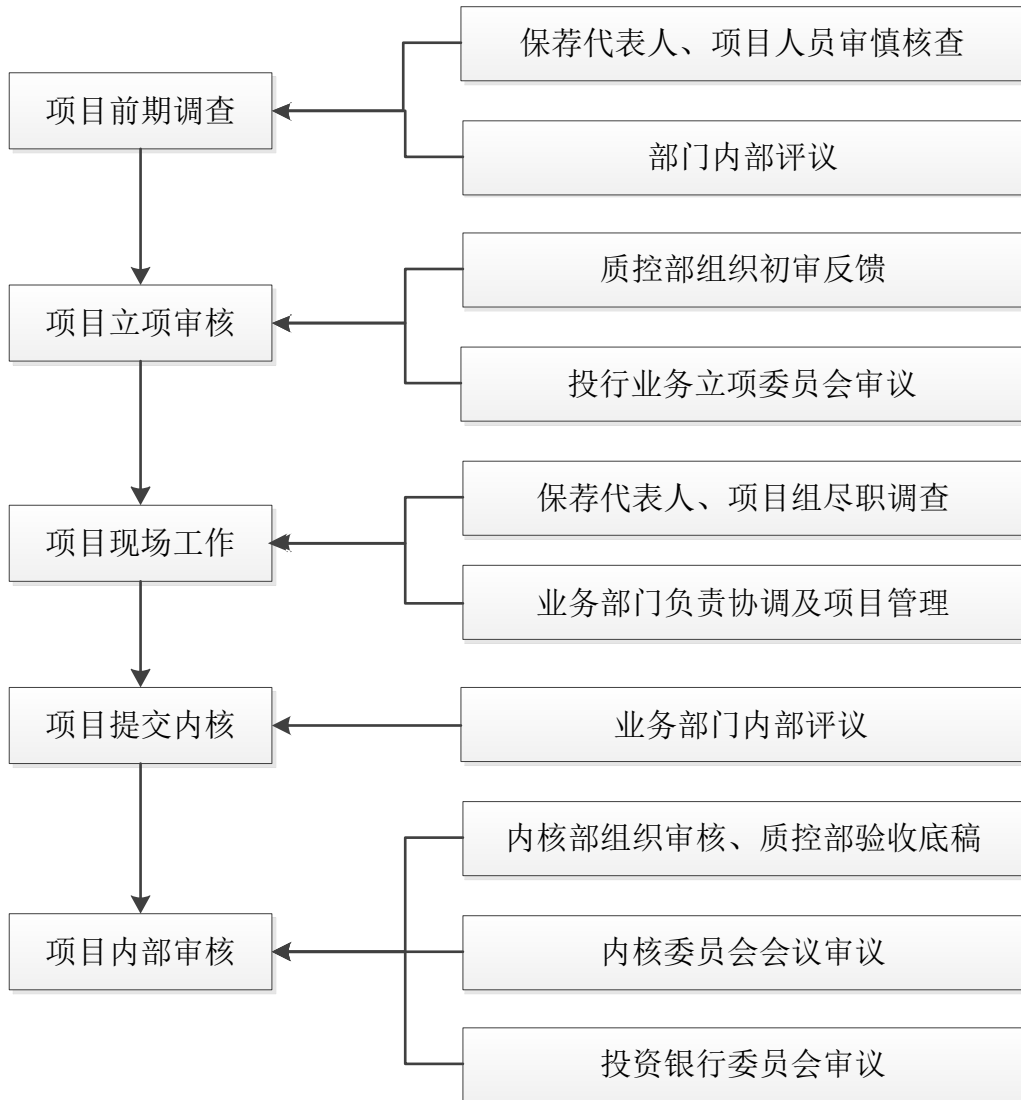 保荐代表人、项目人员审慎核查
项目前期调查
部门内部评议
质控部组织初审反馈
项目立项审核
投行业务立项委员会审议
保荐代表人、项目组尽职调查
项目现场工作
业务部门负责协调及项目管理
项目提交内核
业务部门内部评议
内核部组织审核、质控部验收底稿
项目内部审核
内核委员会会议审议
投资银行委员会审议